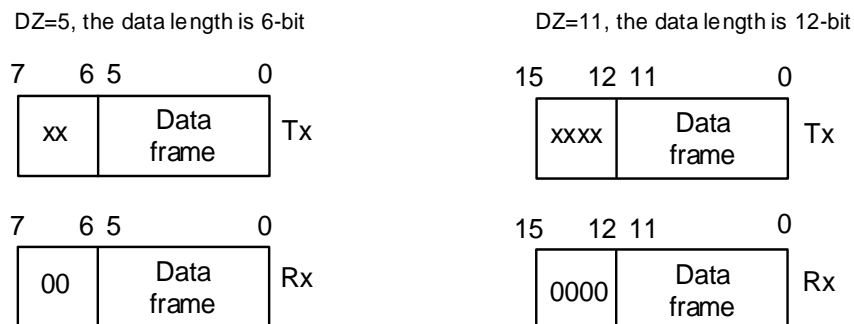 DZ=5, the data length is 6-bit
7 6 5 0
xx Data frame Tx
7 6 5 0
00 Data frame Rx
DZ=11, the data length is 12-bit
15 12 11 0
xxxx Data frame Tx
15 12 11 0
0000 Data frame Rx